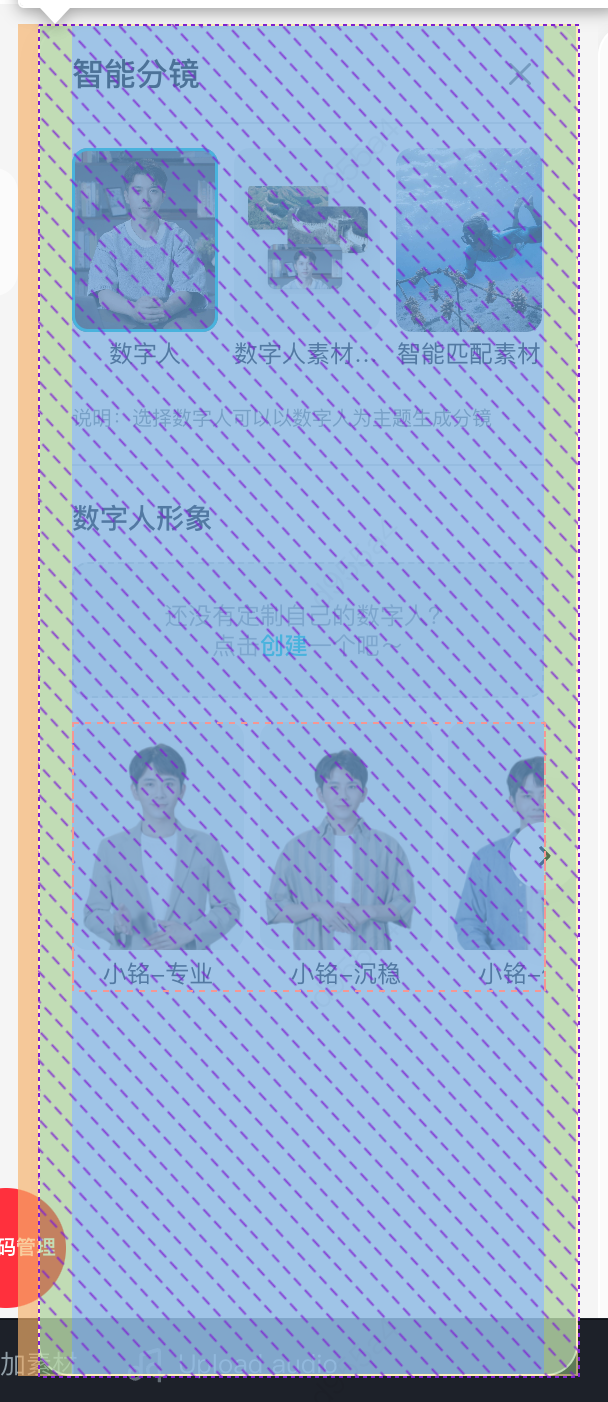 智能分镜
数字人
数字人素材...
智能匹配素材
说明：选择数字人可以以数字人为主题生成分镜
数字人形象
还没有定制自己的数字人？
点击创建一个吧～
小铭-专业
小铭-沉稳
小铭-
码管理
加素材
Upload audio